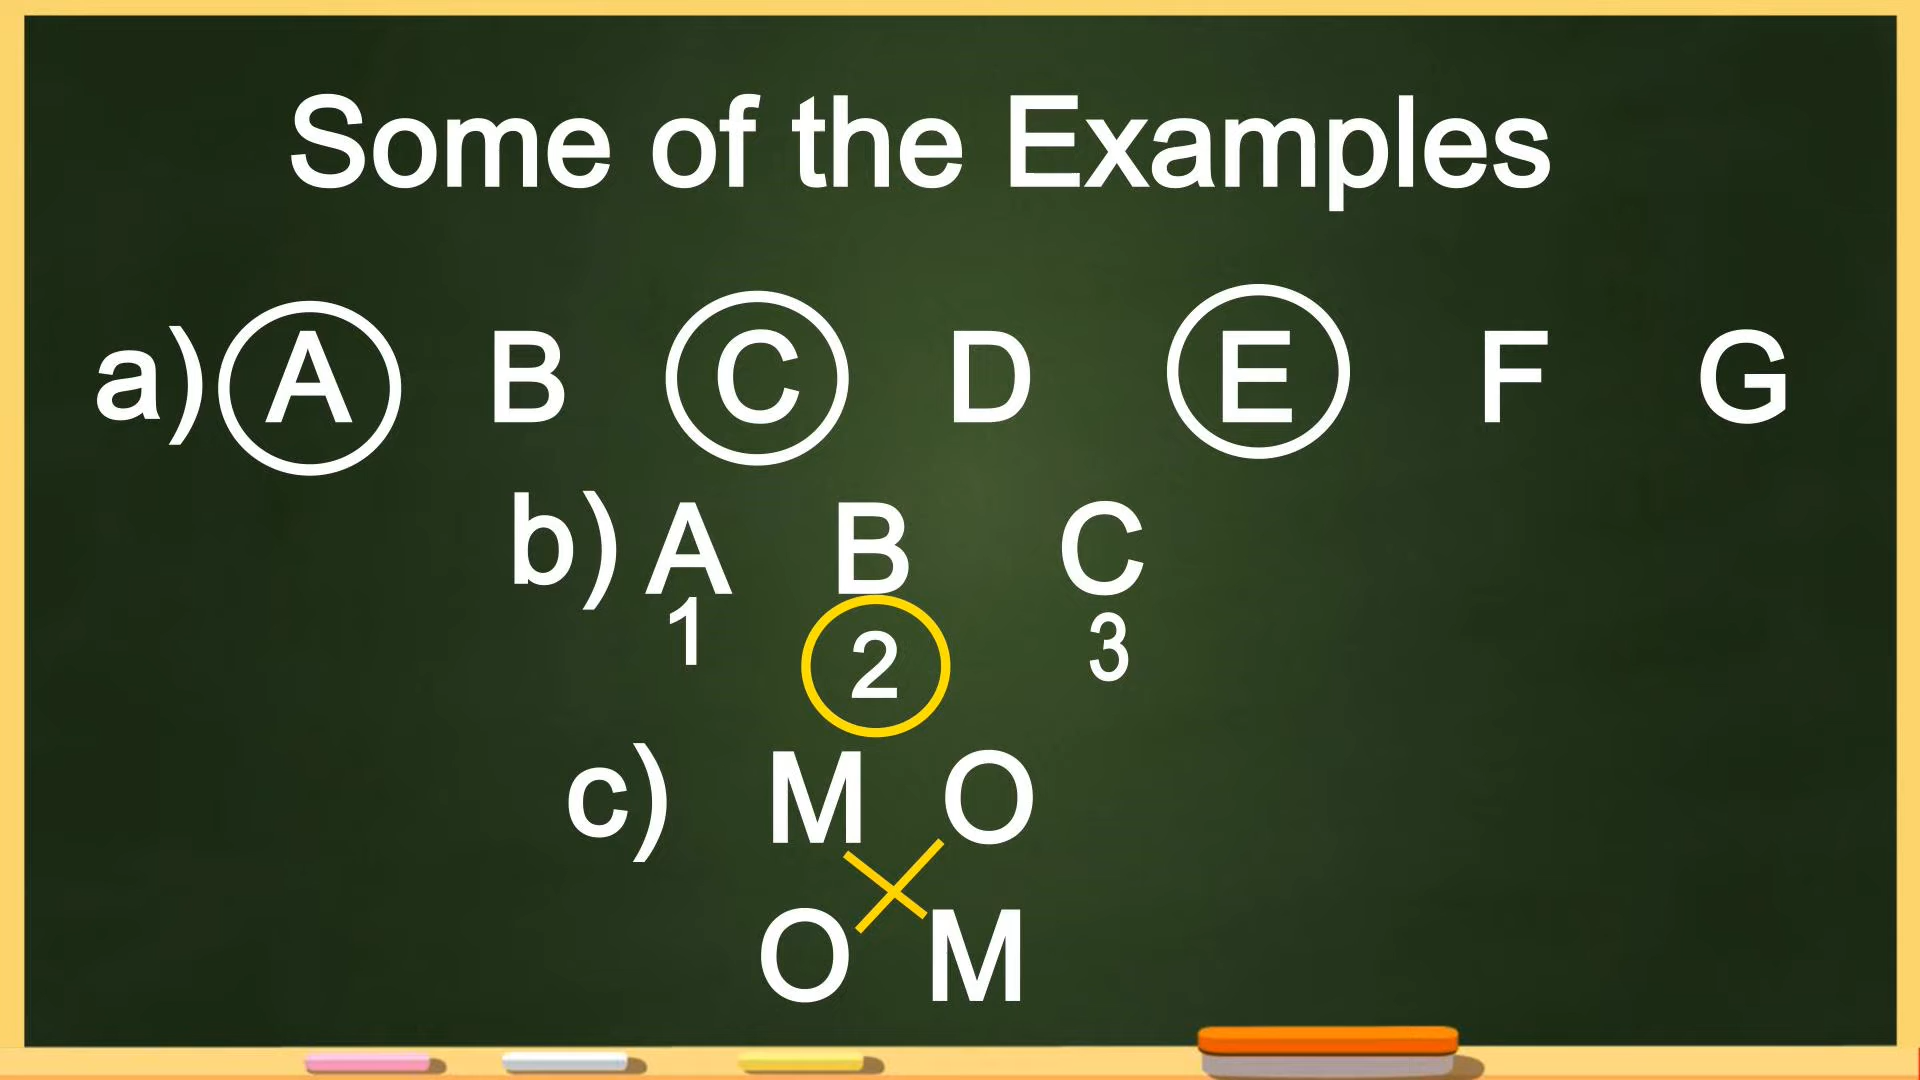 Some of the Examples
a) A B C D E F G
b) A B C
1 2 3
c) M O
O M